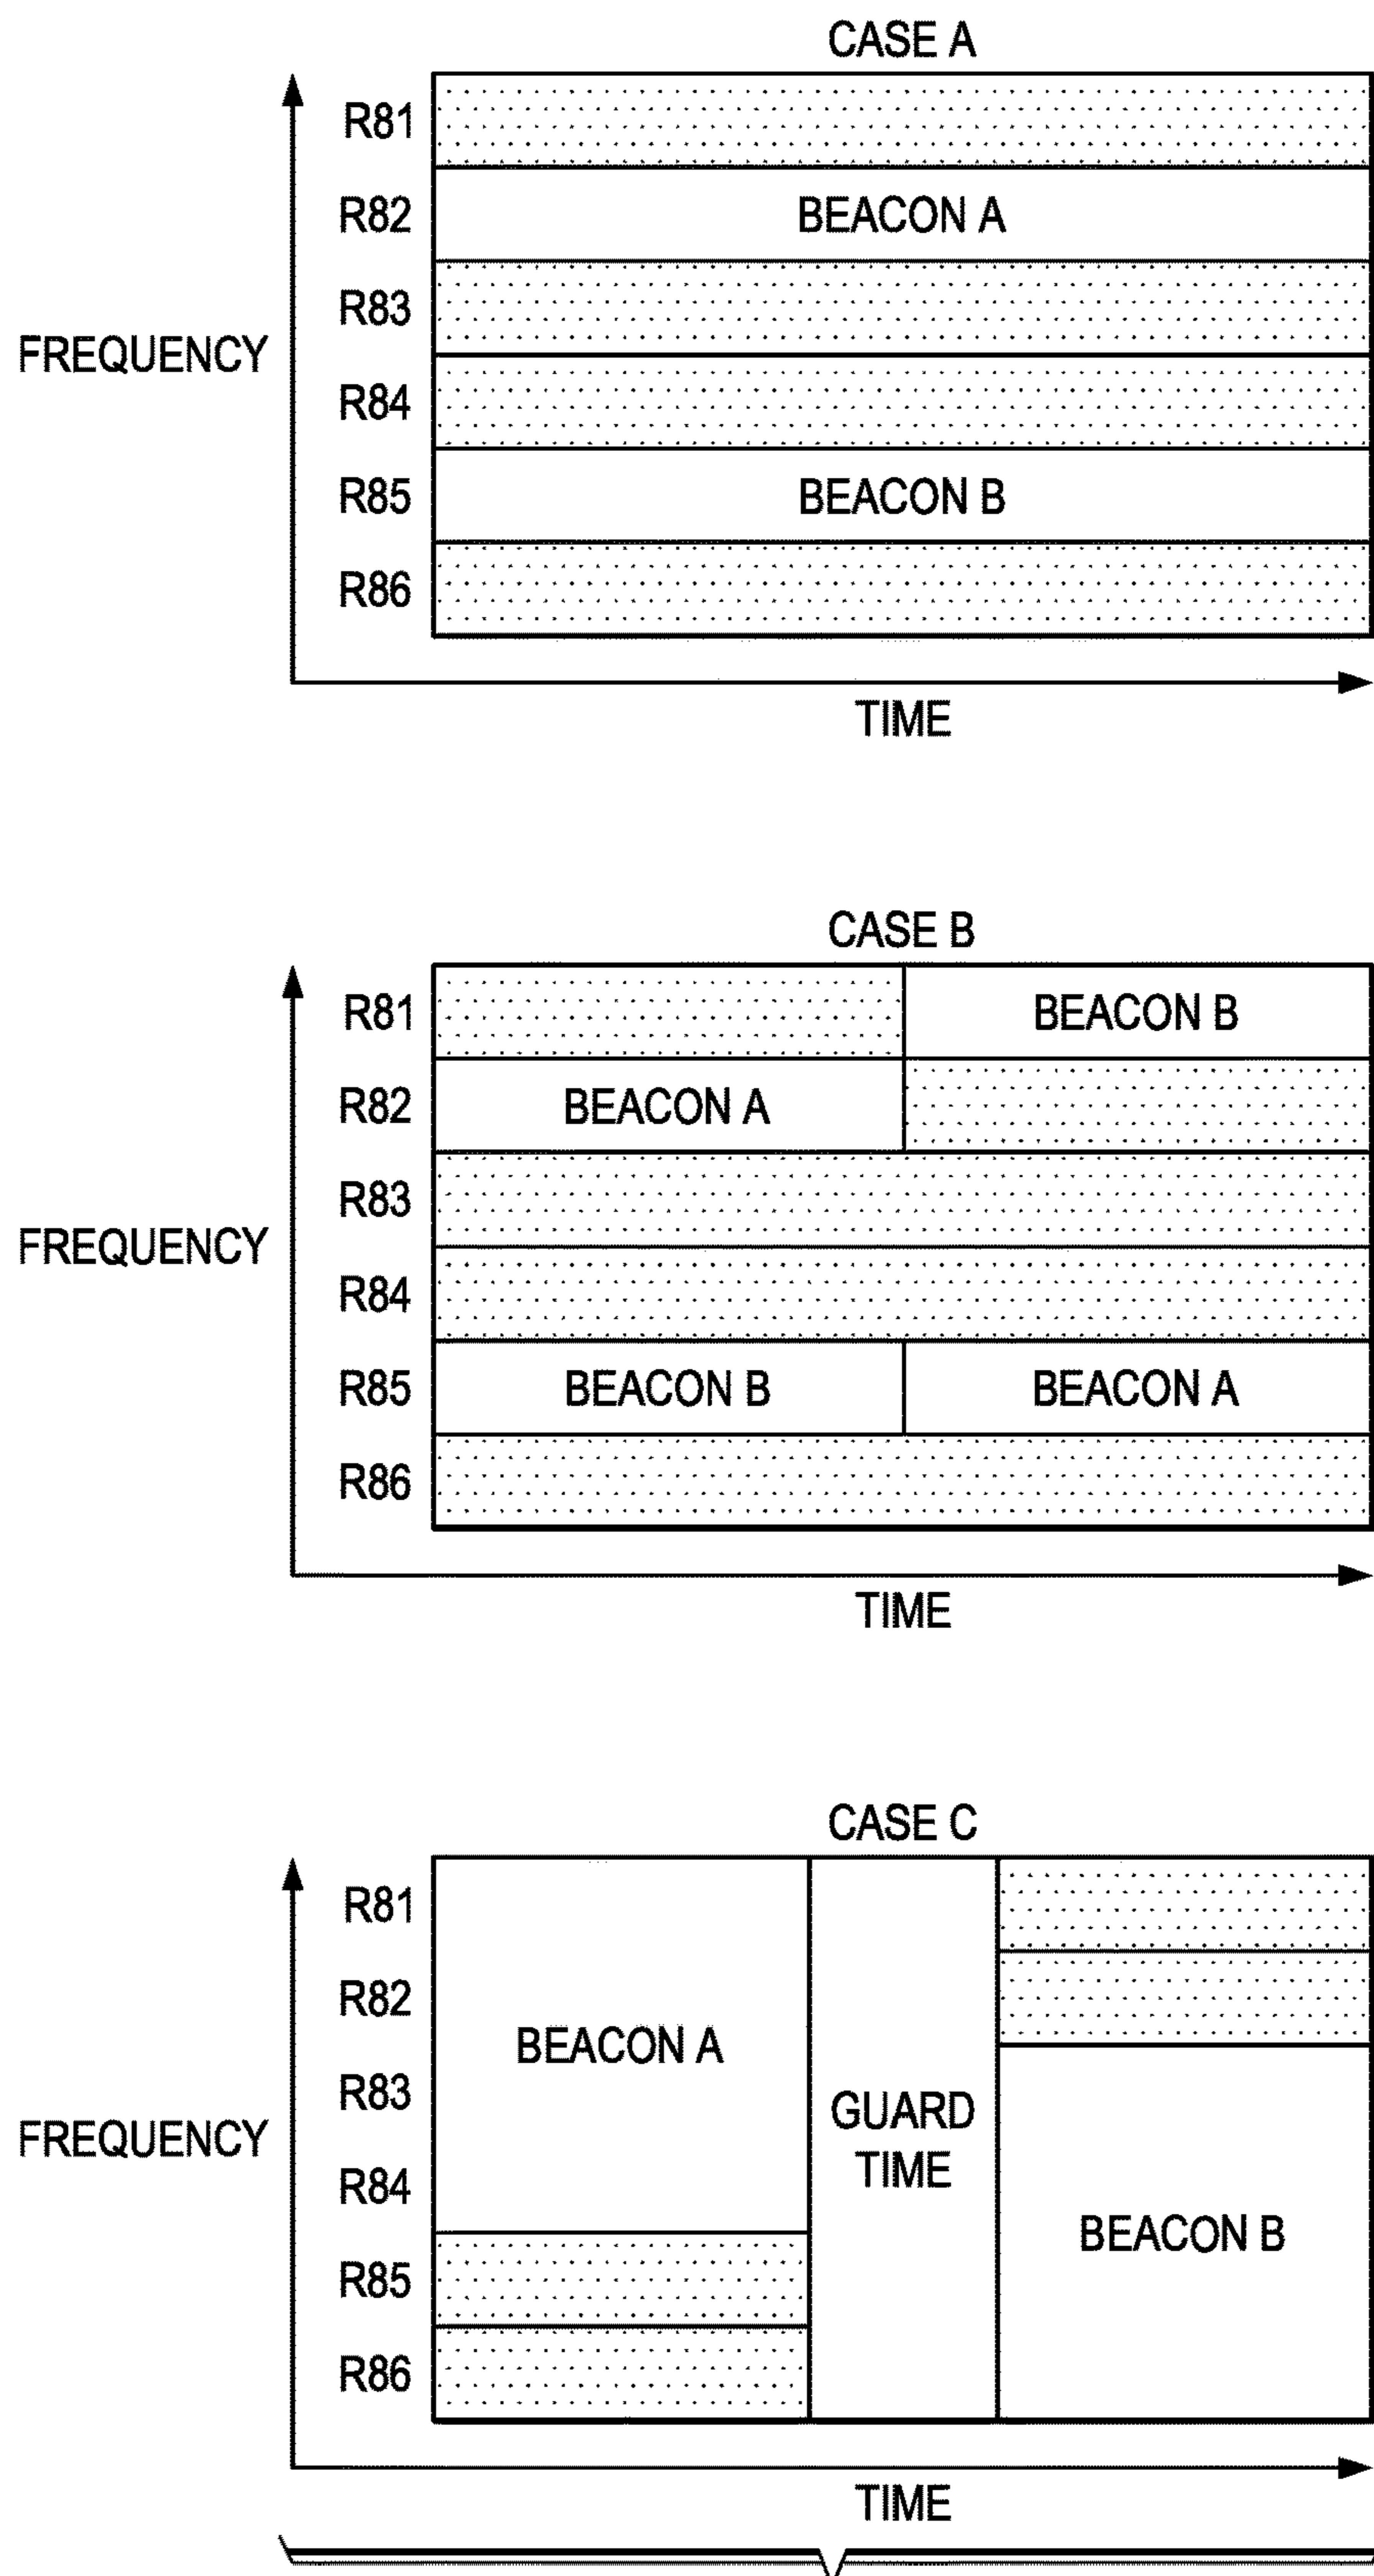 CASE A
R81
R82 BEACON A
R83
FREQUENCY
R84
R85 BEACON B
R86
TIME
CASE B
R81 BEACON B
R82 BEACON A
R83
FREQUENCY
R84
R85 BEACON B BEACON A
R86
TIME
CASE C
R81
R82
BEACON A
R83
GUARD
FREQUENCY
TIME
R84
BEACON B
R85
R86
TIME